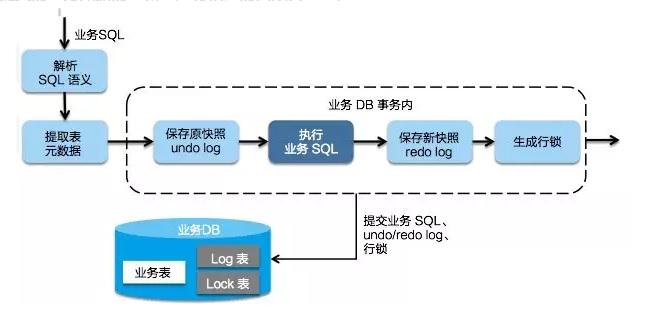 业务SQL
解析
SQL 语义
业务 DB 事务内
提取表
元数据
保存原快照
undo log
执行
业务 SQL
保存新快照
redo log
生成行锁
提交业务 SQL、
undo/redo log、
行锁
业务DB
业务表
Log 表
Lock 表